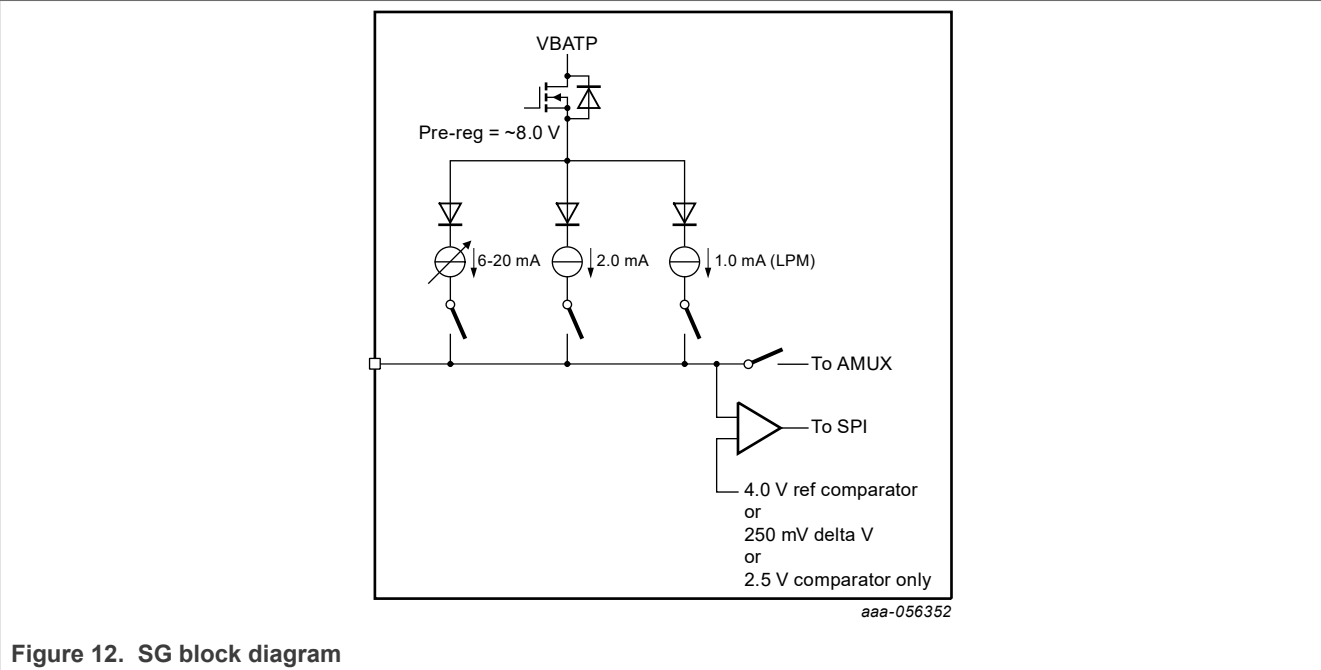 VBATP
Pre-reg = ~8.0 V
6-20 mA
2.0 mA
1.0 mA (LPM)
To AMUX
To SPI
4.0 V ref comparator
or
250 mV delta V
or
2.5 V comparator only
aaa-056352
Figure 12. SG block diagram